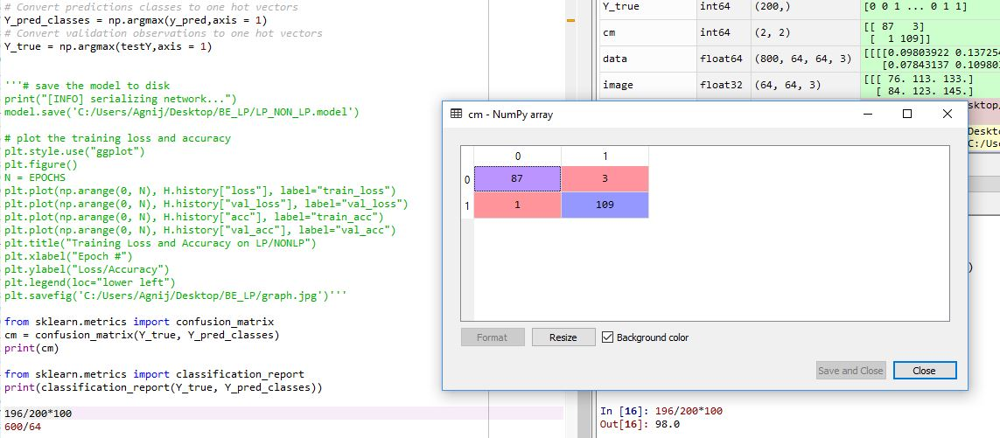 # Convert predictions classes to one hot vectors
Y_pred_classes = np.argmax(y_pred,axis = 1)
# Convert validation observations to one hot vectors
Y_true = np.argmax(testY,axis = 1)
'''# save the model to disk
print("[INFO] serializing network...")
model.save('C:/Users/Agnij/Desktop/BE_LP/LP_NON_LP.model')
# plot the training loss and accuracy
plt.style.use("ggplot")
plt.figure()
N = EPOCHS
plt.plot(np.arange(0, N), H.history["loss"], label="train_loss")
plt.plot(np.arange(0, N), H.history["val_loss"], label="val_loss")
plt.plot(np.arange(0, N), H.history["acc"], label="train_acc")
plt.plot(np.arange(0, N), H.history["val_acc"], label="val_acc")
plt.title("Training Loss and Accuracy on LP/NONLP")
plt.xlabel("Epoch #")
plt.ylabel("Loss/Accuracy")
plt.legend(loc="lower left")
plt.savefig('C:/Users/Agnij/Desktop/BE_LP/graph.jpg')'''
from sklearn.metrics import confusion_matrix
cm = confusion_matrix(Y_true, Y_pred_classes)
print(cm)
from sklearn.metrics import classification_report
print(classification_report(Y_true, Y_pred_classes))
196/200*100
600/64
Y_true int64 (200,) [0 0 1 ... 0 1 1]
cm int64 (2, 2) [[ 87 3]
[ 1 109]]
data float64 (800, 64, 64, 3) [[[[0.09803922 0.13725
[0.07843137 0.10980
image float32 (64, 64, 3) [[[ 76. 113. 133.]
[ 84. 123. 145.]
sktop/
Deskto
C:/Use
cm - NumPy array
0 1
0 87 3
1 1 109
Format Resize Background color
Save and Close Close
)
In [16]: 196/200*100
Out[16]: 98.0